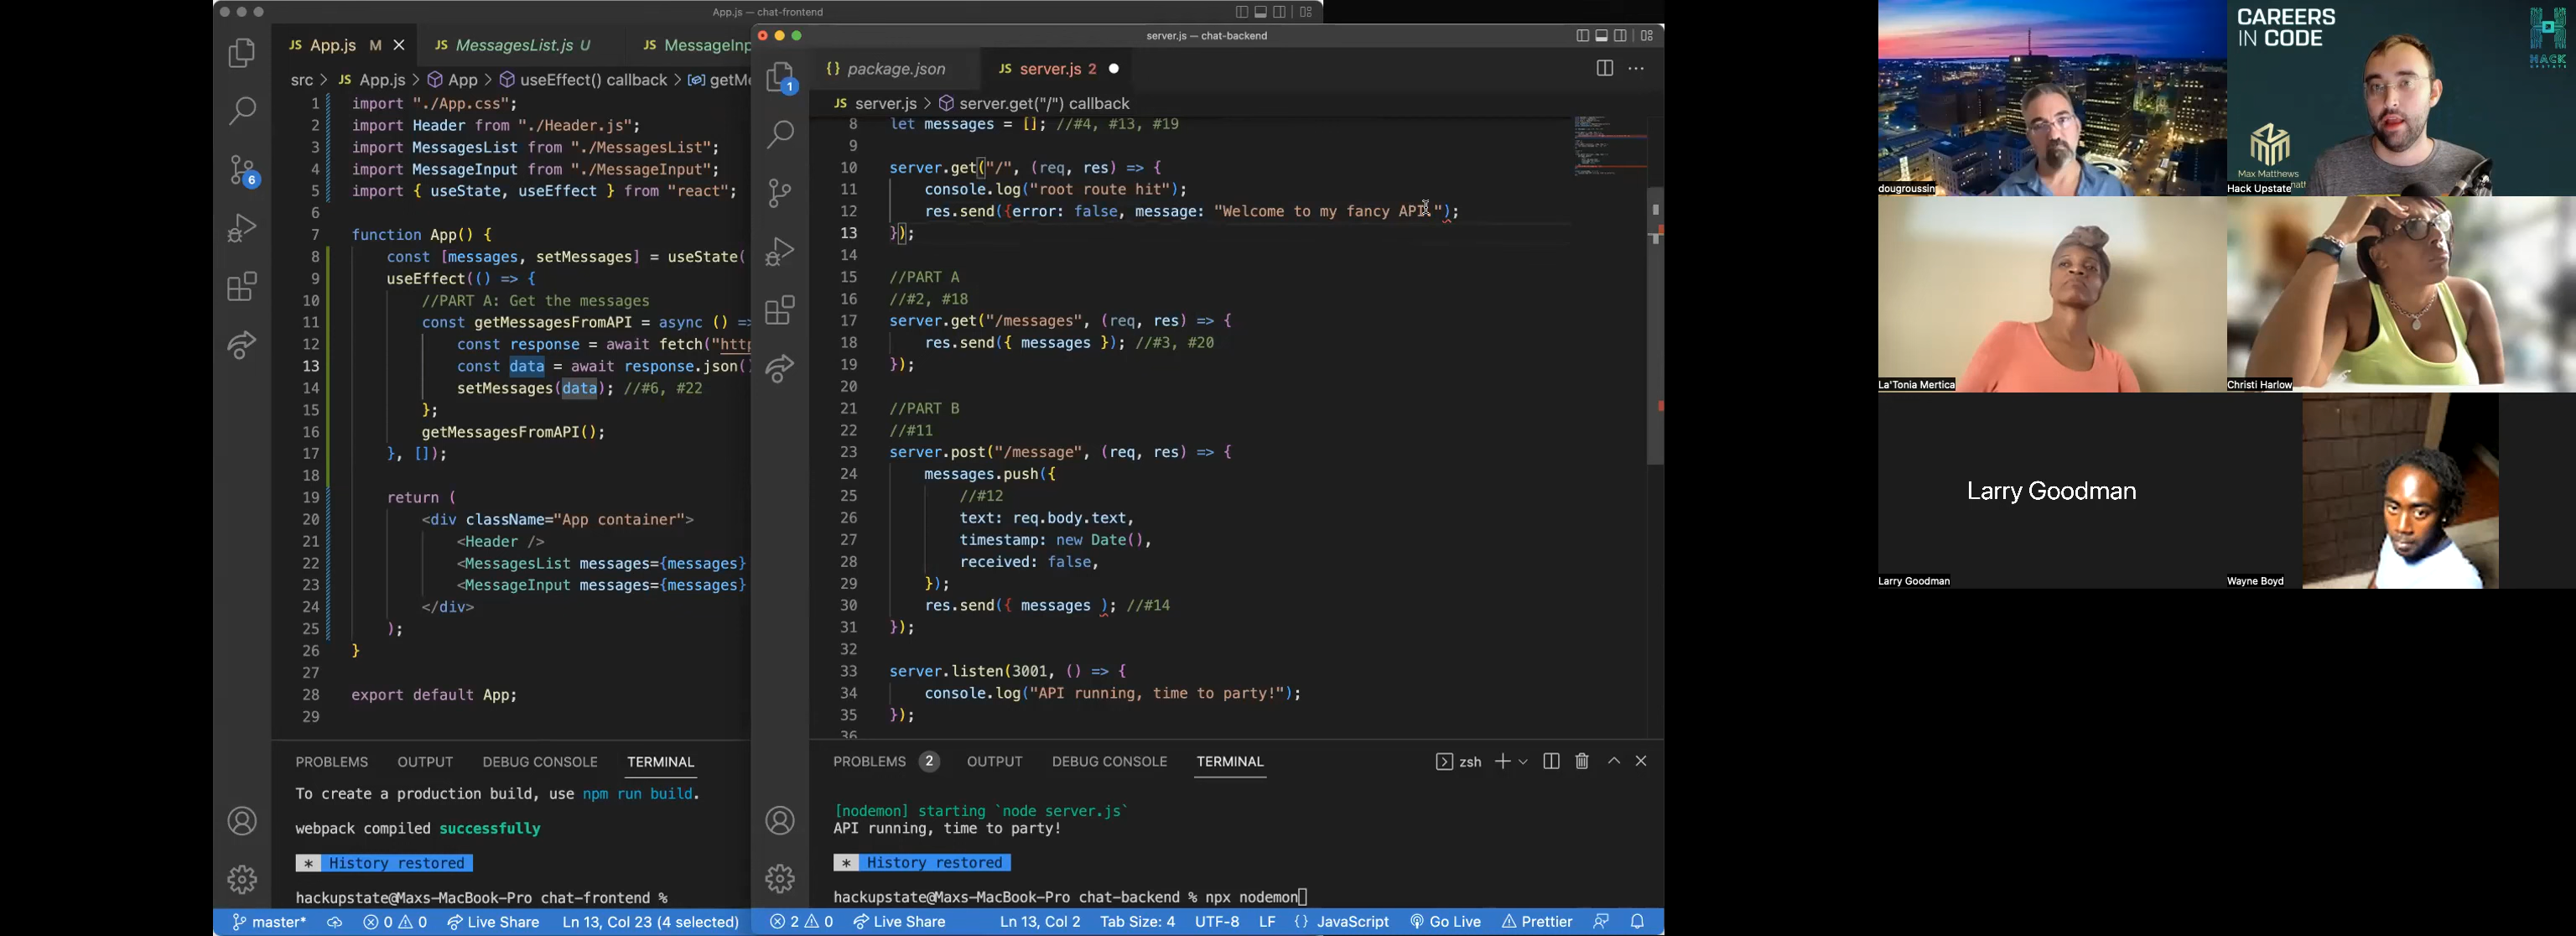 App.js — chat-frontend
JS App.js M
JS MessagesList.js U
JS MessageInp
src > JS App.js > App > useEffect() callback > getMe
1 import "./App.css";
2 import Header from "./Header.js";
3 import MessagesList from "./MessagesList";
4 import MessageInput from "./MessageInput";
5 import { useState, useEffect } from "react";
6
7 function App() {
8 const [messages, setMessages] = useState(
9 useEffect(() => {
10 //PART A: Get the messages
11 const getMessagesFromAPI = async () =>
12 const response = await fetch("http
13 const data = await response.json()
14 setMessages(data); //#6, #22
15 };
16 getMessagesFromAPI();
17 }, []);
18
19 return (
20 <div className="App container">
21 <Header />
22 <MessagesList messages={messages}
23 <MessageInput messages={messages}
24 </div>
25 );
26 }
27
28 export default App;
29
6
PROBLEMS OUTPUT DEBUG CONSOLE TERMINAL
To create a production build, use npm run build.
webpack compiled successfully
* History restored
hackupstate@Maxs-MacBook-Pro chat-frontend %
master* 0 0 Live Share Ln 13, Col 23 (4 selected)
server.js — chat-backend
1
{} package.json
JS server.js 2
JS server.js > server.get("/") callback
8 let messages = []; //#4, #13, #19
9
10 server.get("/", (req, res) => {
11 console.log("root route hit");
12 res.send({error: false, message: "Welcome to my fancy API.");
13 });
14
15 //PART A
16 //#2, #18
17 server.get("/messages", (req, res) => {
18 res.send({ messages }); //#3, #20
19 });
20
21 //PART B
22 //#11
23 server.post("/message", (req, res) => {
24 messages.push({
25 //#12
26 text: req.body.text,
27 timestamp: new Date(),
28 received: false,
29 });
30 res.send({ messages ); //#14
31 });
32
33 server.listen(3001, () => {
34 console.log("API running, time to party!");
35 });
36
PROBLEMS 2 OUTPUT DEBUG CONSOLE TERMINAL
zsh
[nodemon] starting `node server.js`
API running, time to party!
* History restored
hackupstate@Maxs-MacBook-Pro chat-backend % npx nodemon
2 0 Live Share Ln 13, Col 2 Tab Size: 4 UTF-8 LF {} JavaScript Go Live Prettier
dougroussin
CAREERS
IN CODE
HACK
UPSTATE
Max Matthews
Hack Upstate
La'Tonia Mertica
Christi Harlow
Larry Goodman
Larry Goodman
Wayne Boyd